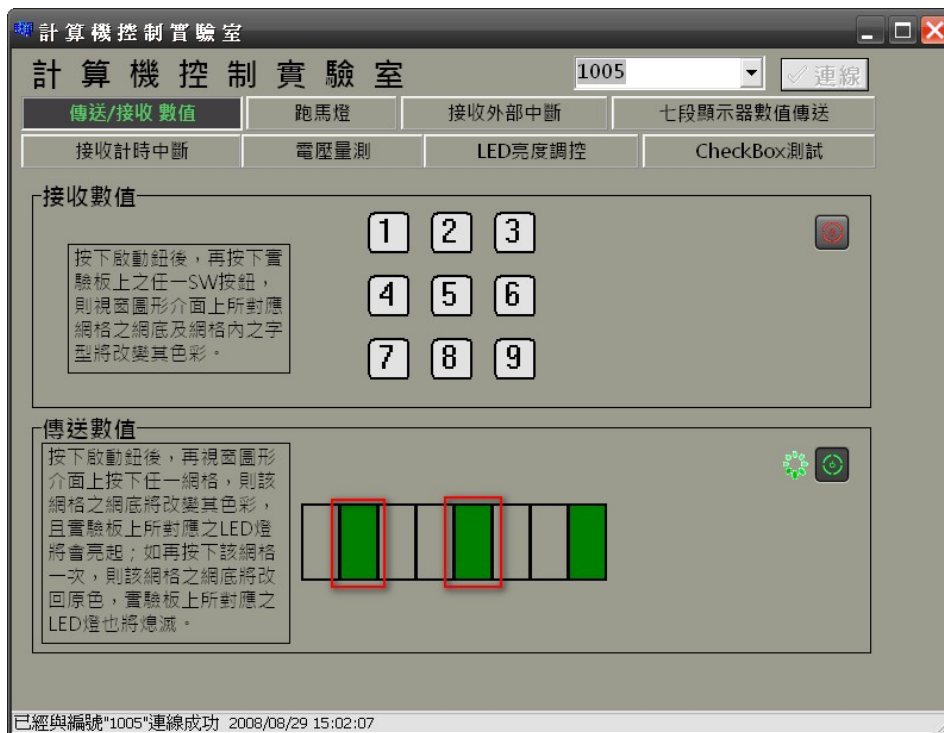 計算機控制實驗室
計算機控制實驗室
1005
連線
傳送/接收 數值
跑馬燈
接收外部中斷
七段顯示器數值傳送
接收計時中斷
電壓量測
LED亮度調控
CheckBox測試
接收數值
按下啟動鈕後，再按下實
驗板上之任一SW按鈕，
則視窗圖形介面上所對應
網格之網底及網格內之字
型將改變其色彩。
1 2 3
4 5 6
7 8 9
傳送數值
按下啟動鈕後，再視窗圖形
介面上按下任一網格，則該
網格之網底將改變其色彩，
且實驗板上所對應之LED燈
將會亮起；如再按下該網格
一次，則該網格之網底將改
回原色，實驗板上所對應之
LED燈也將熄滅。
已經與編號"1005"連線成功 2008/08/29 15:02:07